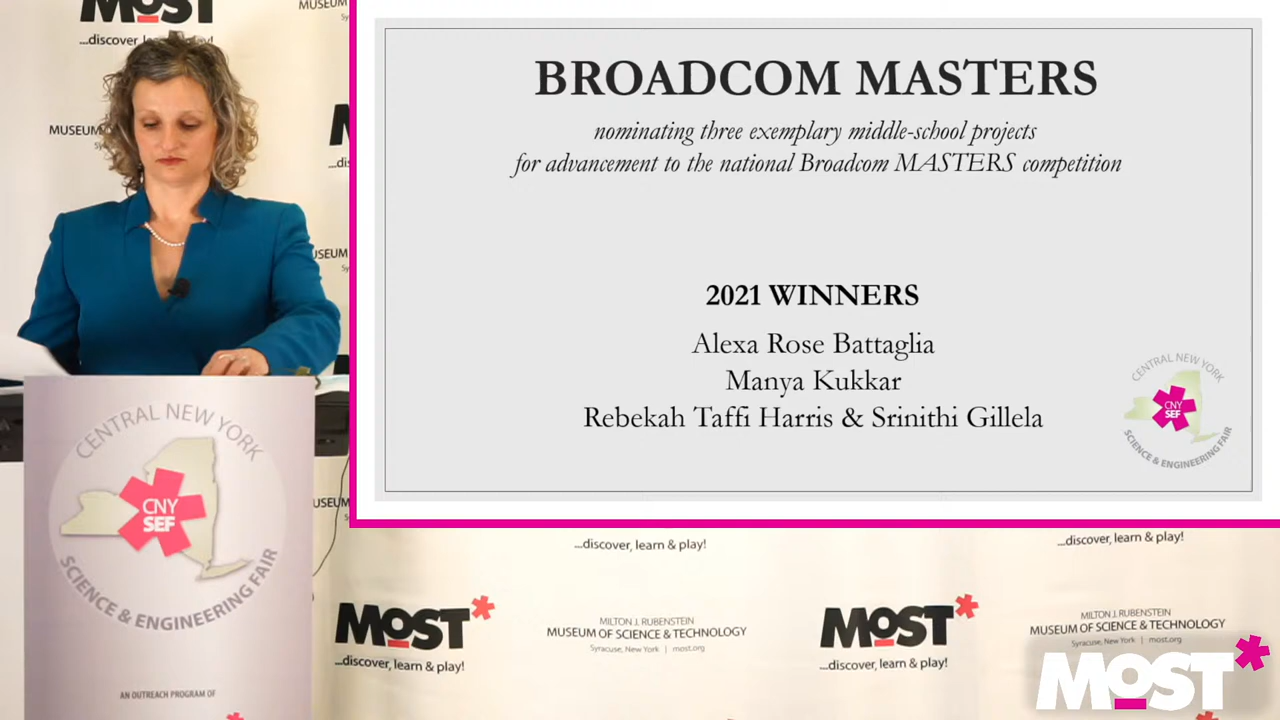 MOST
...discover, learn & play!
MUSEUM
MUSEUM
MUSEUM
MUSEUM
BROADCOM MASTERS
nominating three exemplary middle-school projects
for advancement to the national Broadcom MASTERS competition
2021 WINNERS
Alexa Rose Battaglia
Manya Kukkar
Rebekah Taffi Harris & Srinithi Gillela
CENTRAL NEW YORK
CNY
SEF
SCIENCE & ENGINEERING FAIR
CENTRAL NEW YORK
CNY
SEF
SCIENCE & ENGINEERING FAIR
AN OUTREACH PROGRAM OF
...discover, learn & play!
...discover, learn & play!
MOST
...discover, learn & play!
MILTON J. RUBENSTEIN
MUSEUM OF SCIENCE & TECHNOLOGY
Syracuse, New York | most.org
MOST
...discover, learn & play!
MILTON J. RUBENSTEIN
MUSEUM OF SCIENCE & TECHNOLOGY
Syracuse, New York | most.org
MOST